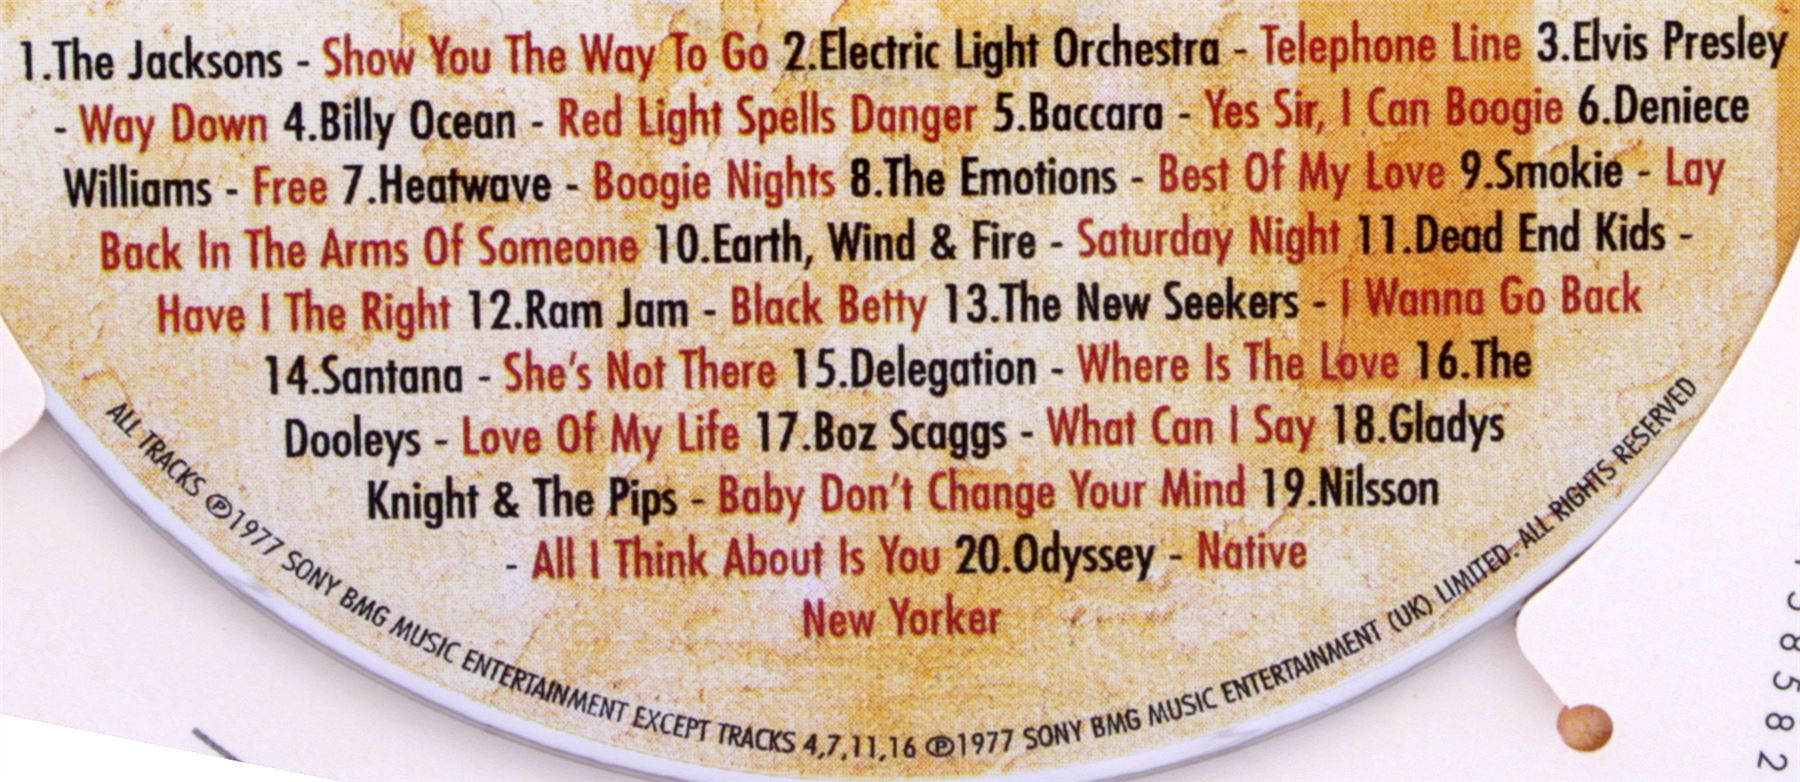 1.The Jacksons - Show You The Way To Go 2.Electric Light Orchestra - Telephone Line 3.Elvis Presley
- Way Down 4.Billy Ocean - Red Light Spells Danger 5.Baccara - Yes Sir, I Can Boogie 6.Deniece
Williams - Free 7.Heatwave - Boogie Nights 8.The Emotions - Best Of My Love 9.Smokie - Lay
Back In The Arms Of Someone 10.Earth, Wind & Fire - Saturday Night 11.Dead End Kids -
Have I The Right 12.Ram Jam - Black Betty 13.The New Seekers - I Wanna Go Back
14.Santana - She's Not There 15.Delegation - Where Is The Love 16.The
Dooleys - Love Of My Life 17.Boz Scaggs - What Can I Say 18.Gladys
Knight & The Pips - Baby Don't Change Your Mind 19.Nilsson
- All I Think About Is You 20.Odyssey - Native
New Yorker
ALL TRACKS ℗1977 SONY BMG MUSIC ENTERTAINMENT EXCEPT TRACKS 4,7,11,16 ℗1977 SONY BMG MUSIC ENTERTAINMENT (UK) LIMITED. ALL RIGHTS RESERVED
58582